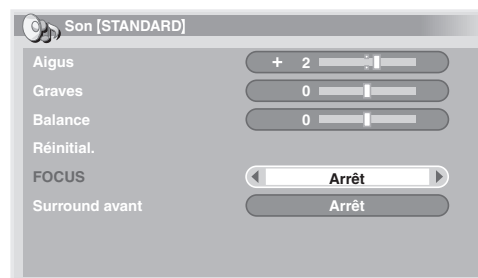 Son [STANDARD]
Aigus + 2
Graves 0
Balance 0
Réinitial.
FOCUS Arrêt
Surround avant Arrêt